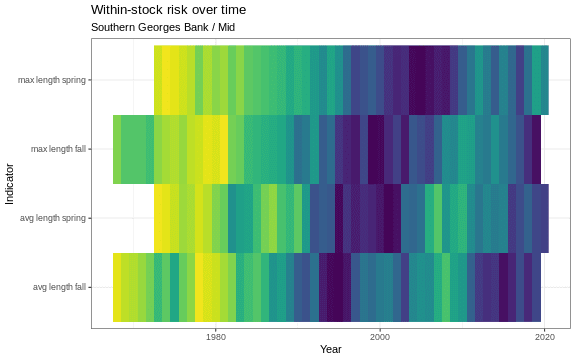 Within-stock risk over time
Southern Georges Bank / Mid
Indicator
max length spring
max length fall
avg length spring
avg length fall
1980
2000
2020
Year